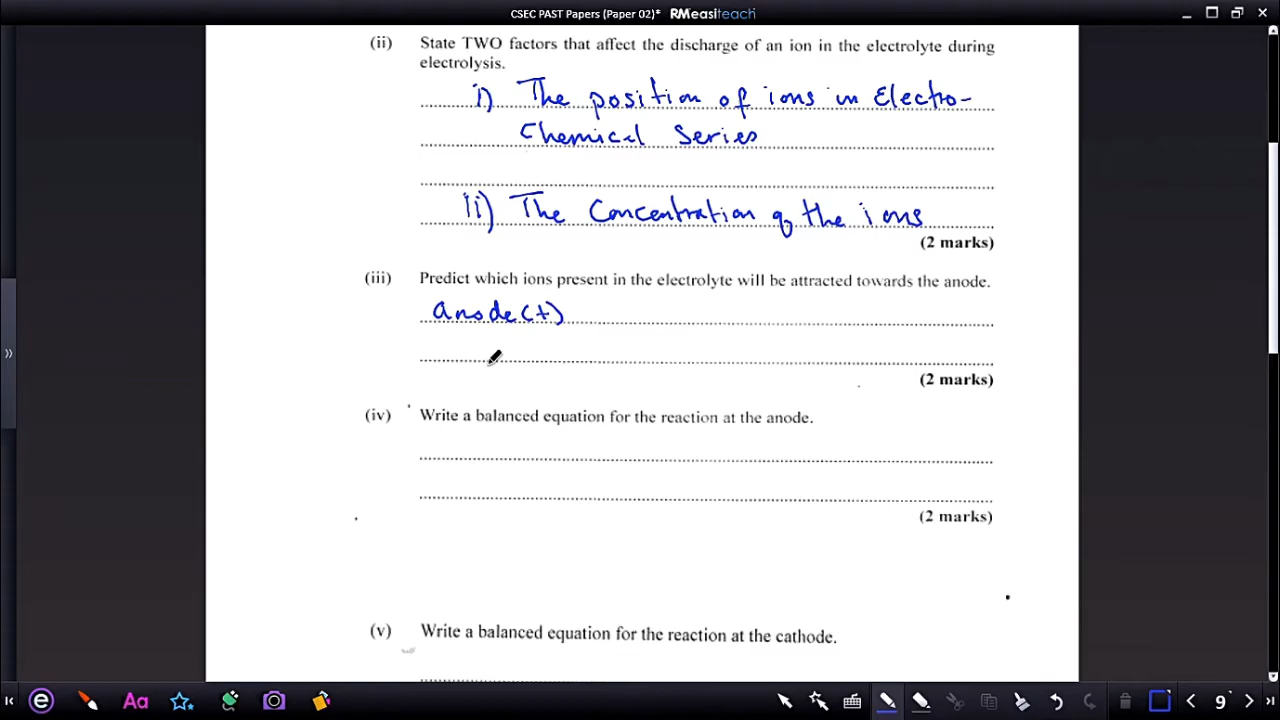 CSEC PAST Papers (Paper 02)* RMeasiteach
(ii) State TWO factors that affect the discharge of an ion in the electrolyte during
electrolysis.
i) The position of ions in Electro-
Chemical Series
ii) The Concentration of the ions
(2 marks)
(iii) Predict which ions present in the electrolyte will be attracted towards the anode.
anode(+)
(2 marks)
(iv) Write a balanced equation for the reaction at the anode.
(2 marks)
(v) Write a balanced equation for the reaction at the cathode.
Aa
9